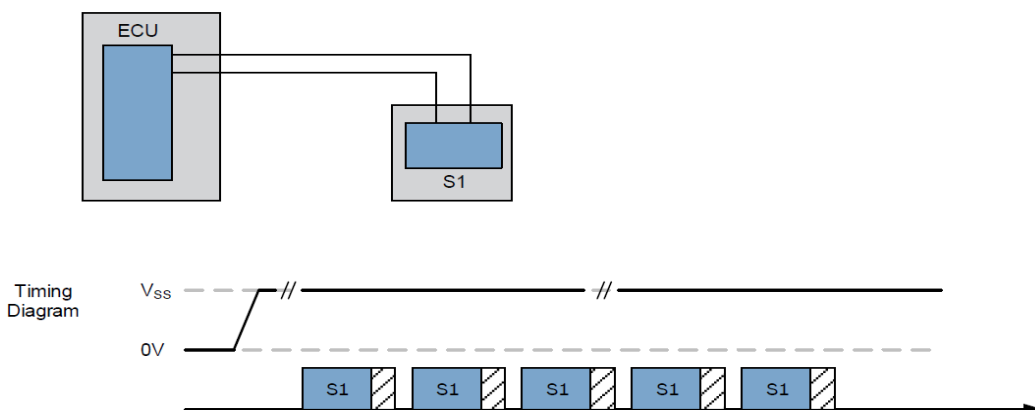 ECU
S1
Timing
Diagram
VSS
0V
S1 S1 S1 S1 S1